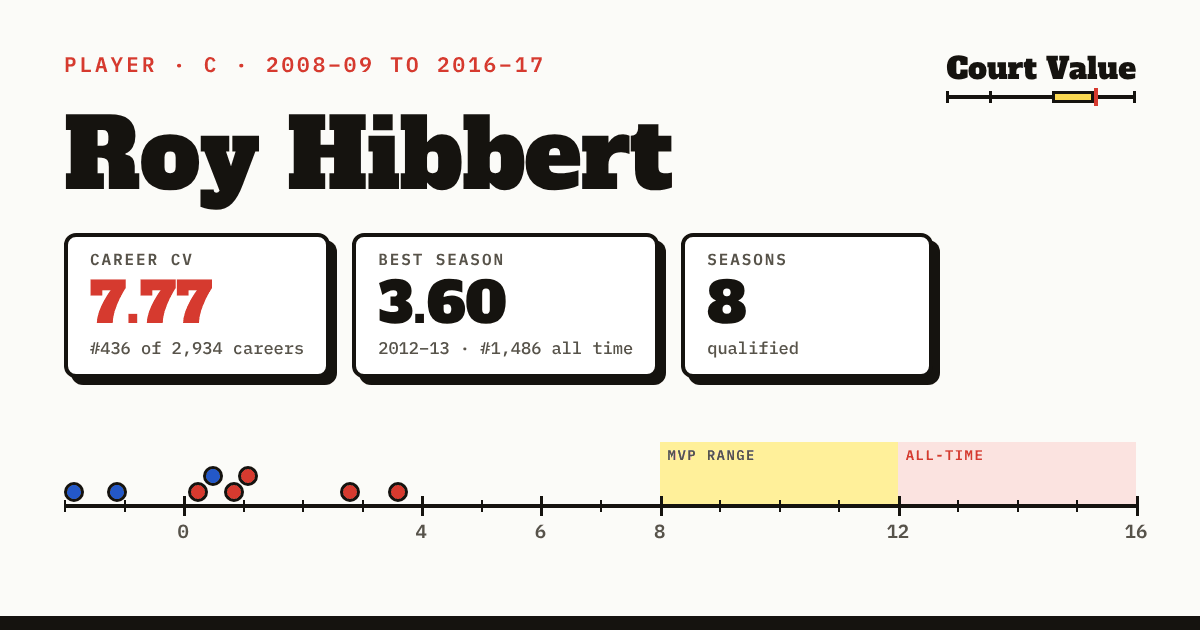 PLAYER · C · 2008–09 TO 2016–17
Court Value
Roy Hibbert
CAREER CV
7.77
#436 of 2,934 careers
BEST SEASON
3.60
2012–13 · #1,486 all time
SEASONS
8
qualified
MVP RANGE
ALL-TIME
0 4 6 8 12 16